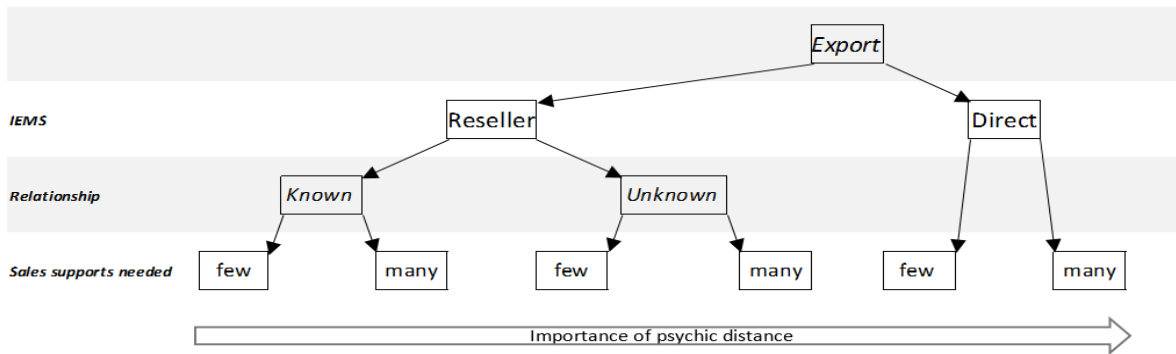 Export
IEMS
Reseller
Direct
Relationship
Known
Unknown
Sales supports needed
few
many
few
many
few
many
Importance of psychic distance